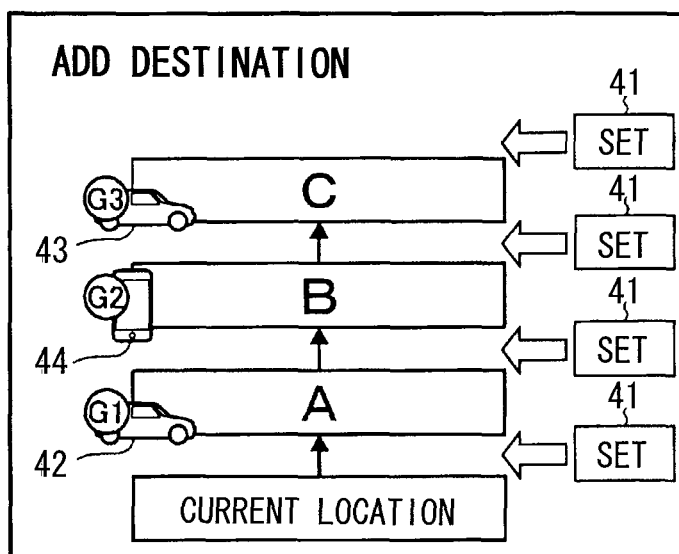 ADD DESTINATION
41
SET
G3
C
43
41
SET
G2
B
44
41
SET
G1
A
42
41
SET
CURRENT LOCATION